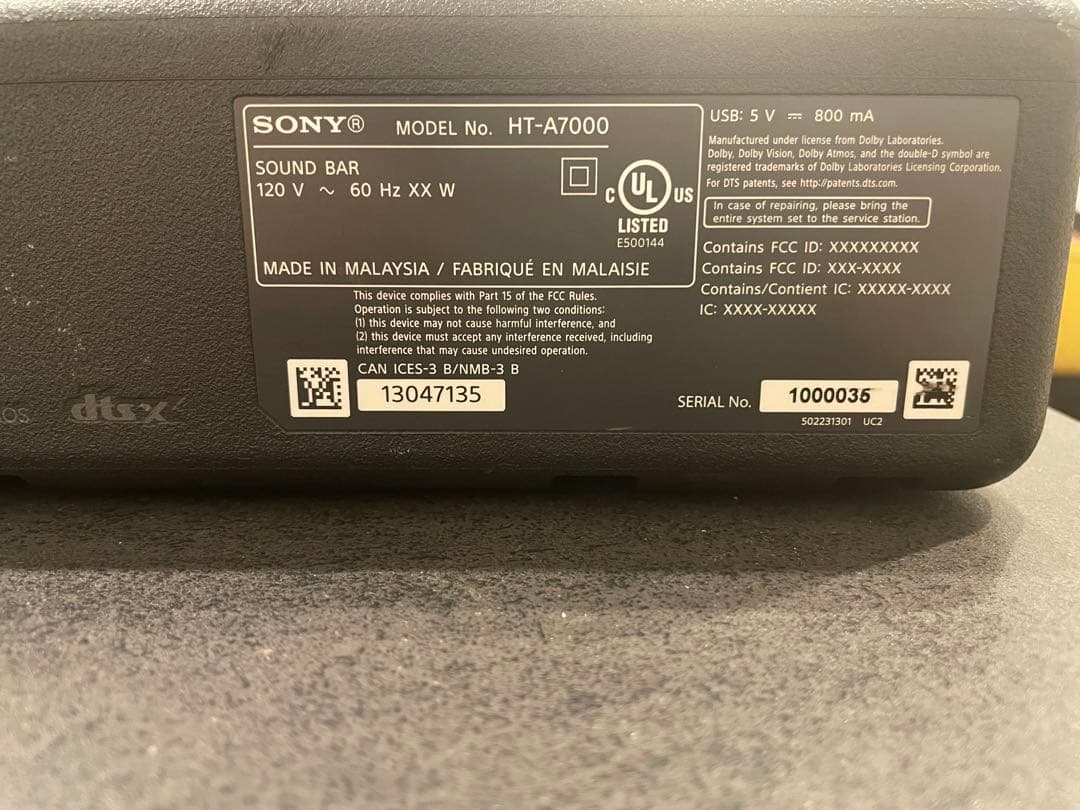 SONY® MODEL No. HT-A7000
SOUND BAR
120 V ~ 60 Hz XX W
C UL US
LISTED
E500144
MADE IN MALAYSIA / FABRIQUÉ EN MALAISIE
This device complies with Part 15 of the FCC Rules.
Operation is subject to the following two conditions:
(1) this device may not cause harmful interference, and
(2) this device must accept any interference received, including
interference that may cause undesired operation.
CAN ICES-3 B/NMB-3 B
13047135
USB: 5 V ⎓ 800 mA
Manufactured under license from Dolby Laboratories.
Dolby, Dolby Vision, Dolby Atmos, and the double-D symbol are
registered trademarks of Dolby Laboratories Licensing Corporation.
For DTS patents, see http://patents.dts.com.
In case of repairing, please bring the
entire system set to the service station.
Contains FCC ID: XXXXXXXXX
Contains FCC ID: XXX-XXXX
Contains/Contient IC: XXXXX-XXXX
IC: XXXX-XXXXX
SERIAL No. 1000035
502231301 UC2
dts:x